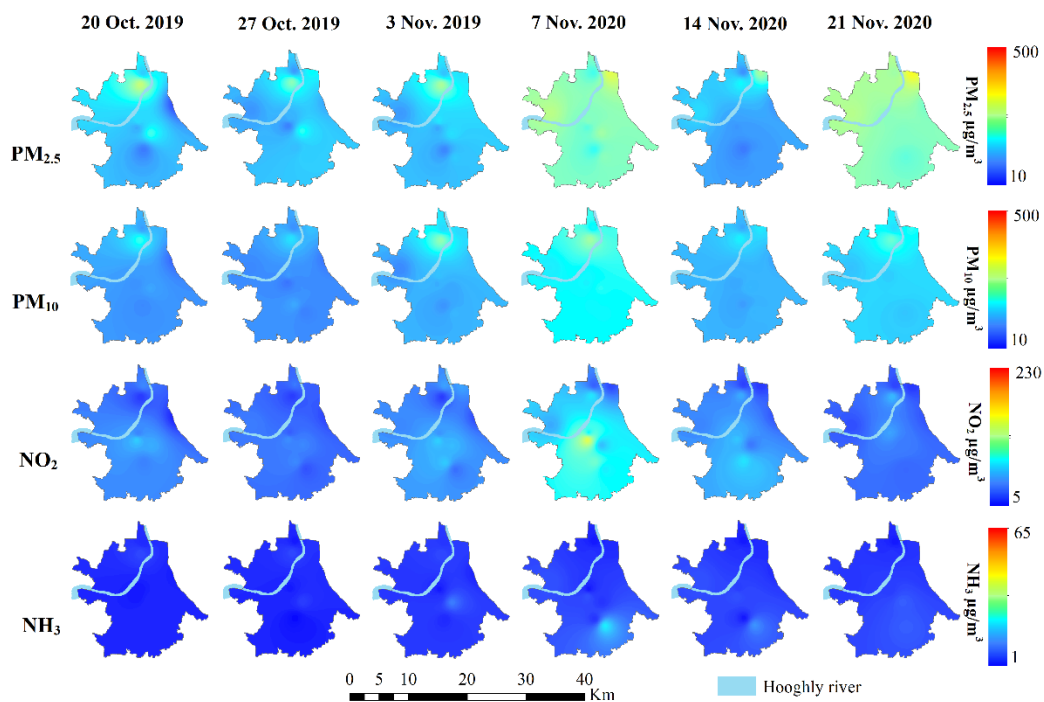 20 Oct. 2019 27 Oct. 2019 3 Nov. 2019 7 Nov. 2020 14 Nov. 2020 21 Nov. 2020
PM2.5
500
PM2.5 µg/m3
10
PM10
500
PM10 µg/m3
10
NO2
230
NO2 µg/m3
5
NH3
65
NH3 µg/m3
1
0 5 10 20 30 40
Km
Hooghly river